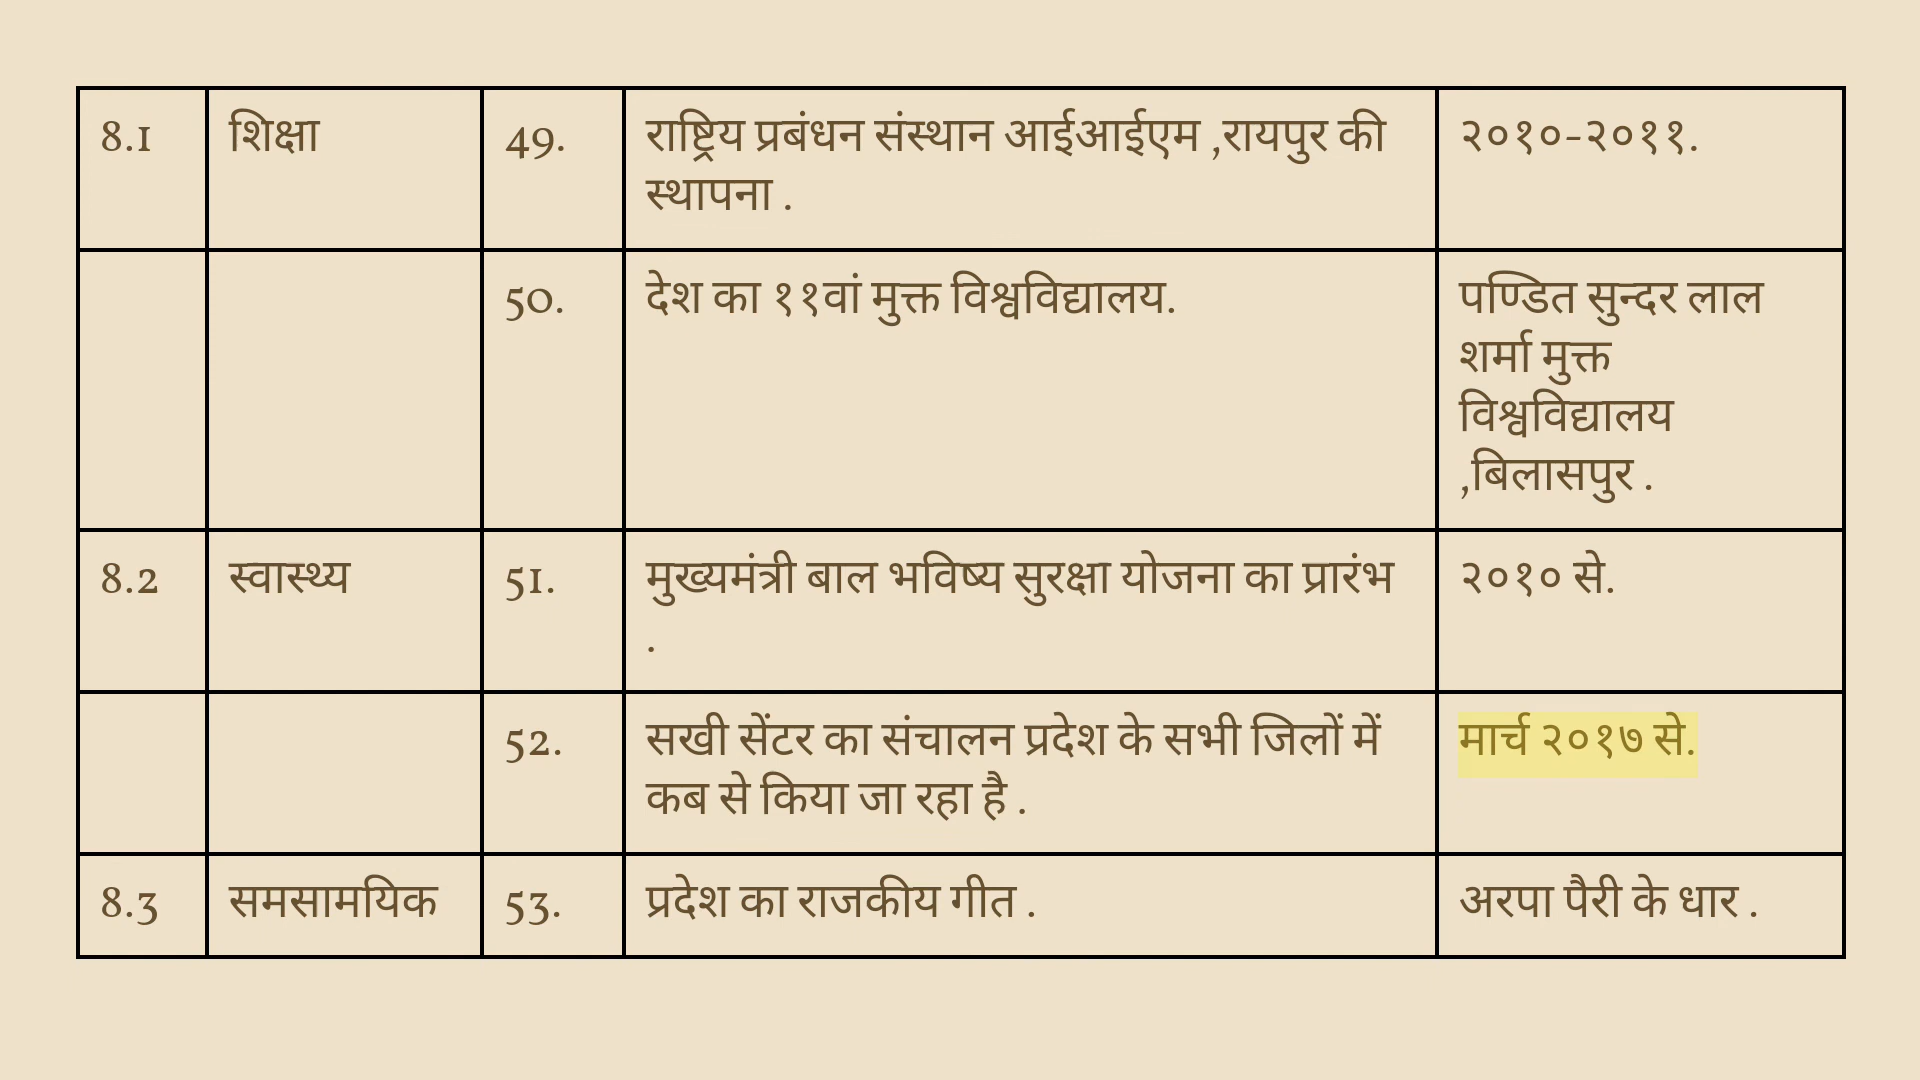 8.1 शिक्षा 49. राष्ट्रिय प्रबंधन संस्थान आईआईएम ,रायपुर की २०१०-२०११.
स्थापना .
50. देश का ११वां मुक्त विश्वविद्यालय. पण्डित सुन्दर लाल
शर्मा मुक्त
विश्वविद्यालय
,बिलासपुर .
8.2 स्वास्थ्य 51. मुख्यमंत्री बाल भविष्य सुरक्षा योजना का प्रारंभ २०१० से.
.
52. सखी सेंटर का संचालन प्रदेश के सभी जिलों में मार्च २०१७ से.
कब से किया जा रहा है .
8.3 समसामयिक 53. प्रदेश का राजकीय गीत . अरपा पैरी के धार .